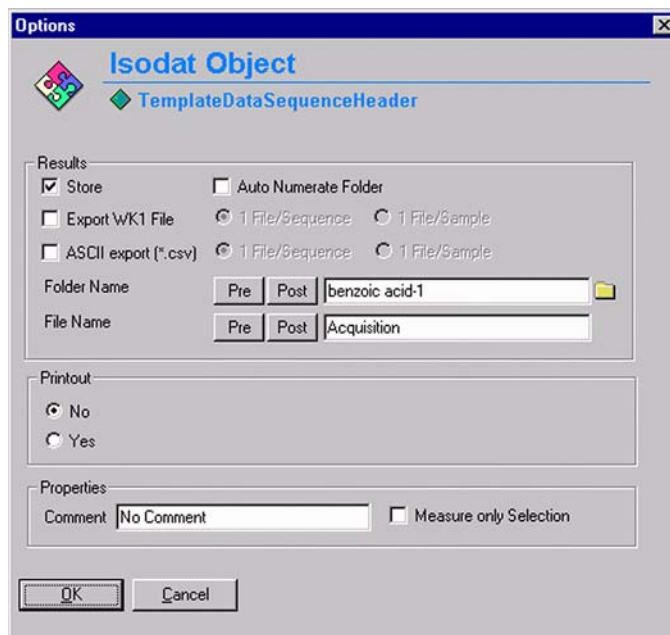 Options
Isodat Object
TemplateDataSequenceHeader
Results
Store Auto Numerate Folder
Export WK1 File 1 File/Sequence 1 File/Sample
ASCII export (*.csv) 1 File/Sequence 1 File/Sample
Folder Name Pre Post benzoic acid-1
File Name Pre Post Acquisition
Printout
No
Yes
Properties
Comment No Comment Measure only Selection
OK Cancel